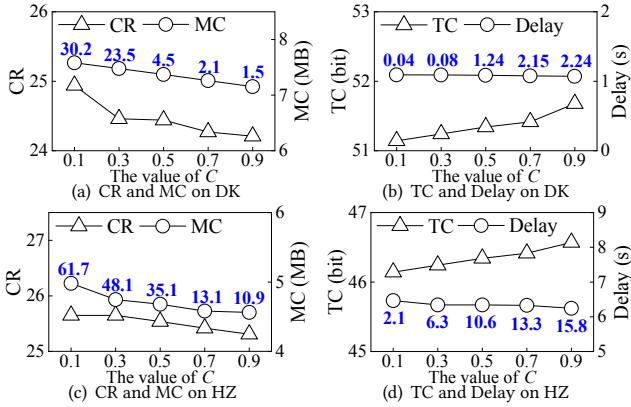 26
CR MC
8
30.2 23.5 4.5 2.1 1.5
CR
25
7
MC (MB)
24
6
0.1 0.3 0.5 0.7 0.9
The value of C
(a) CR and MC on DK
53
TC Delay
2
0.04 0.08 1.24 2.15 2.24
TC (bit)
52
1
Delay (s)
51
0
0.1 0.3 0.5 0.7 0.9
The value of C
(b) TC and Delay on DK
27
CR MC
6
61.7 48.1 35.1 13.1 10.9
CR
26
5
MC (MB)
25
4
0.1 0.3 0.5 0.7 0.9
The value of C
(c) CR and MC on HZ
47
TC Delay
9
8
TC (bit)
46
7
Delay (s)
6
2.1 6.3 10.6 13.3 15.8
45
5
0.1 0.3 0.5 0.7 0.9
The value of C
(d) TC and Delay on HZ